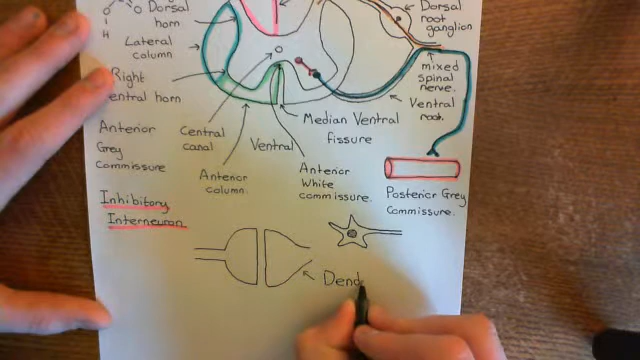 Dorsal
horn
Dorsal
root
ganglion
H
Lateral
column
Right
ventral horn
mixed
spinal
nerve.
Ventral
root.
Anterior
Grey
Commissure
Central
canal
Ventral
Median Ventral
fissure
Anterior
column.
Anterior
White
commissure.
Posterior Grey
Commissure.
Inhibitory
Interneuron
Dend